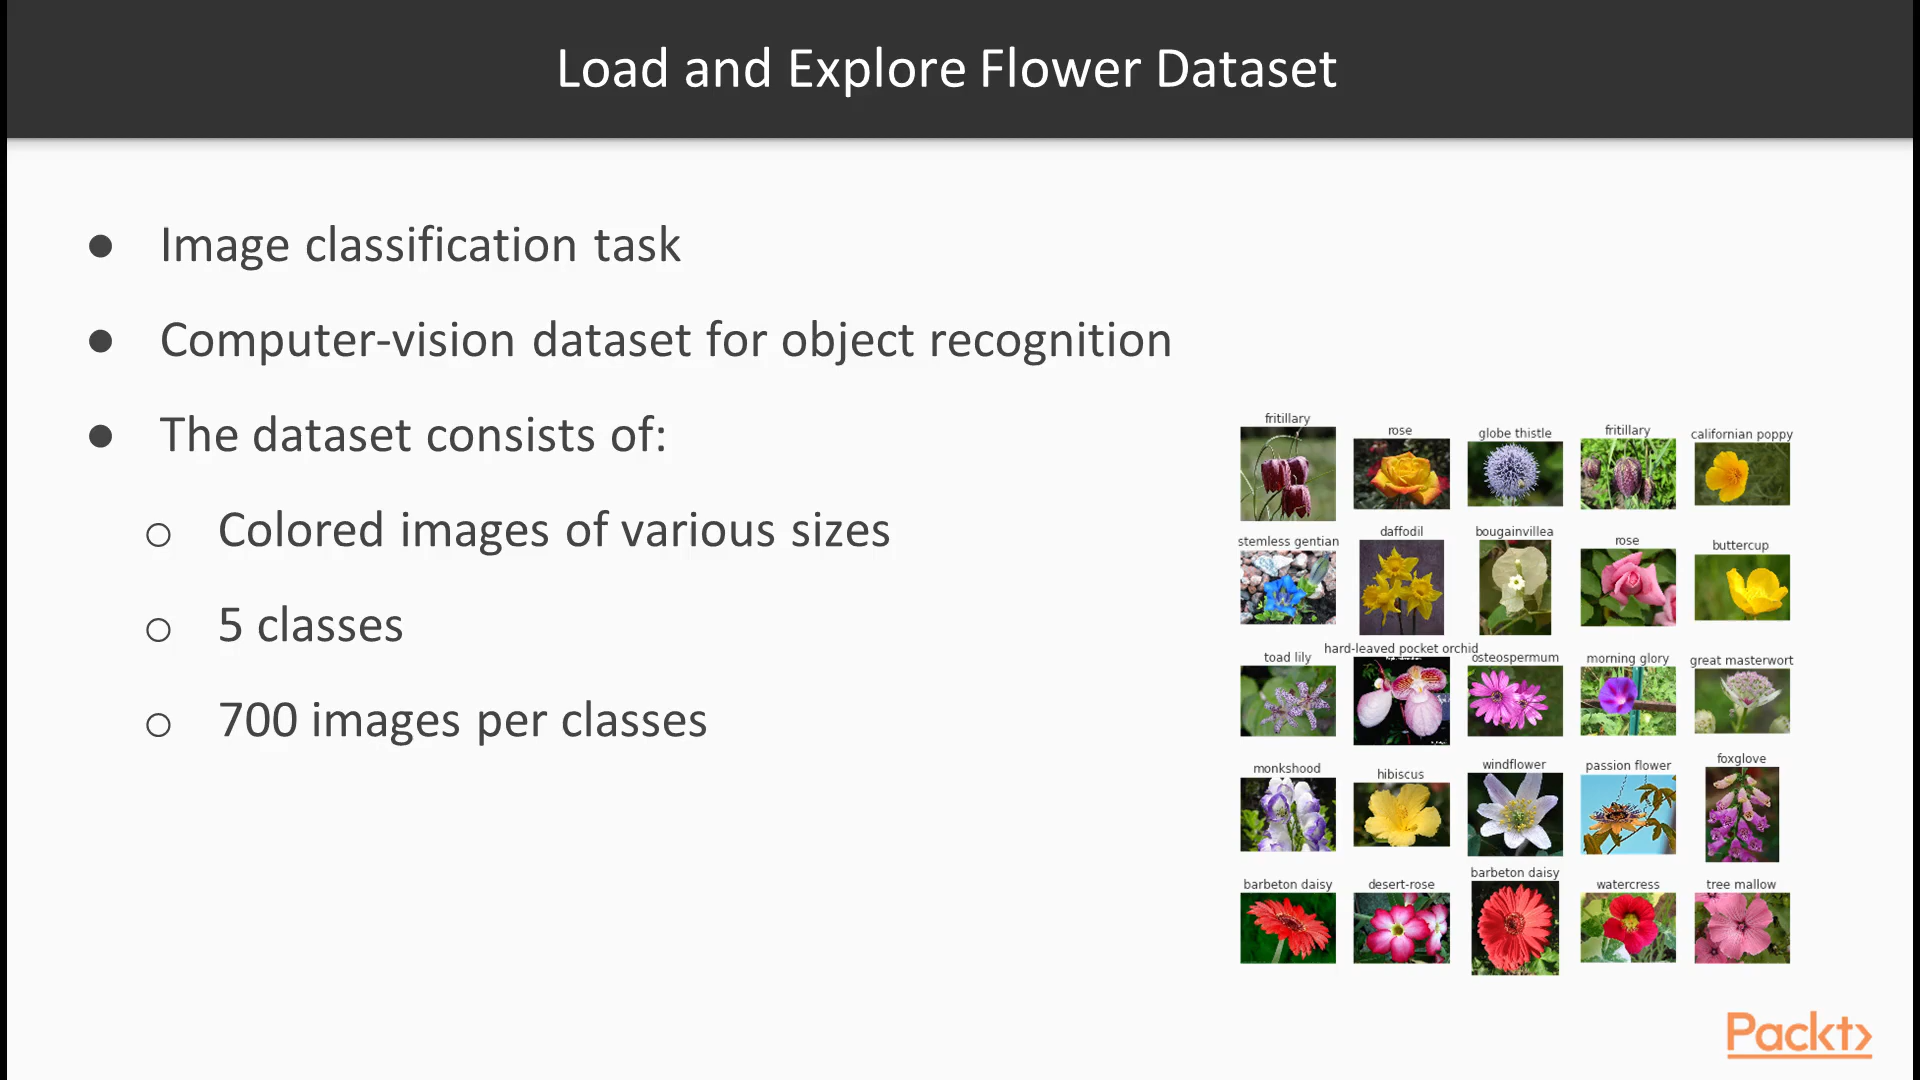 Load and Explore Flower Dataset
● Image classification task
● Computer-vision dataset for object recognition
● The dataset consists of:
○ Colored images of various sizes
○ 5 classes
○ 700 images per classes
fritillary
rose
globe thistle
fritillary
californian poppy
stemless gentian
daffodil
bougainvillea
rose
buttercup
toad lily
hard-leaved pocket orchid
osteospermum
morning glory
great masterwort
monkshood
hibiscus
windflower
passion flower
foxglove
barbeton daisy
desert-rose
barbeton daisy
watercress
tree mallow
Packt>